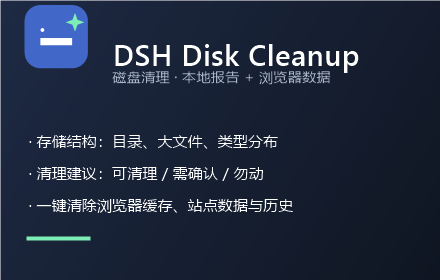 DSH Disk Cleanup
磁盘清理 · 本地报告 + 浏览器数据
· 存储结构：目录、大文件、类型分布
· 清理建议：可清理 / 需确认 / 勿动
· 一键清除浏览器缓存、站点数据与历史